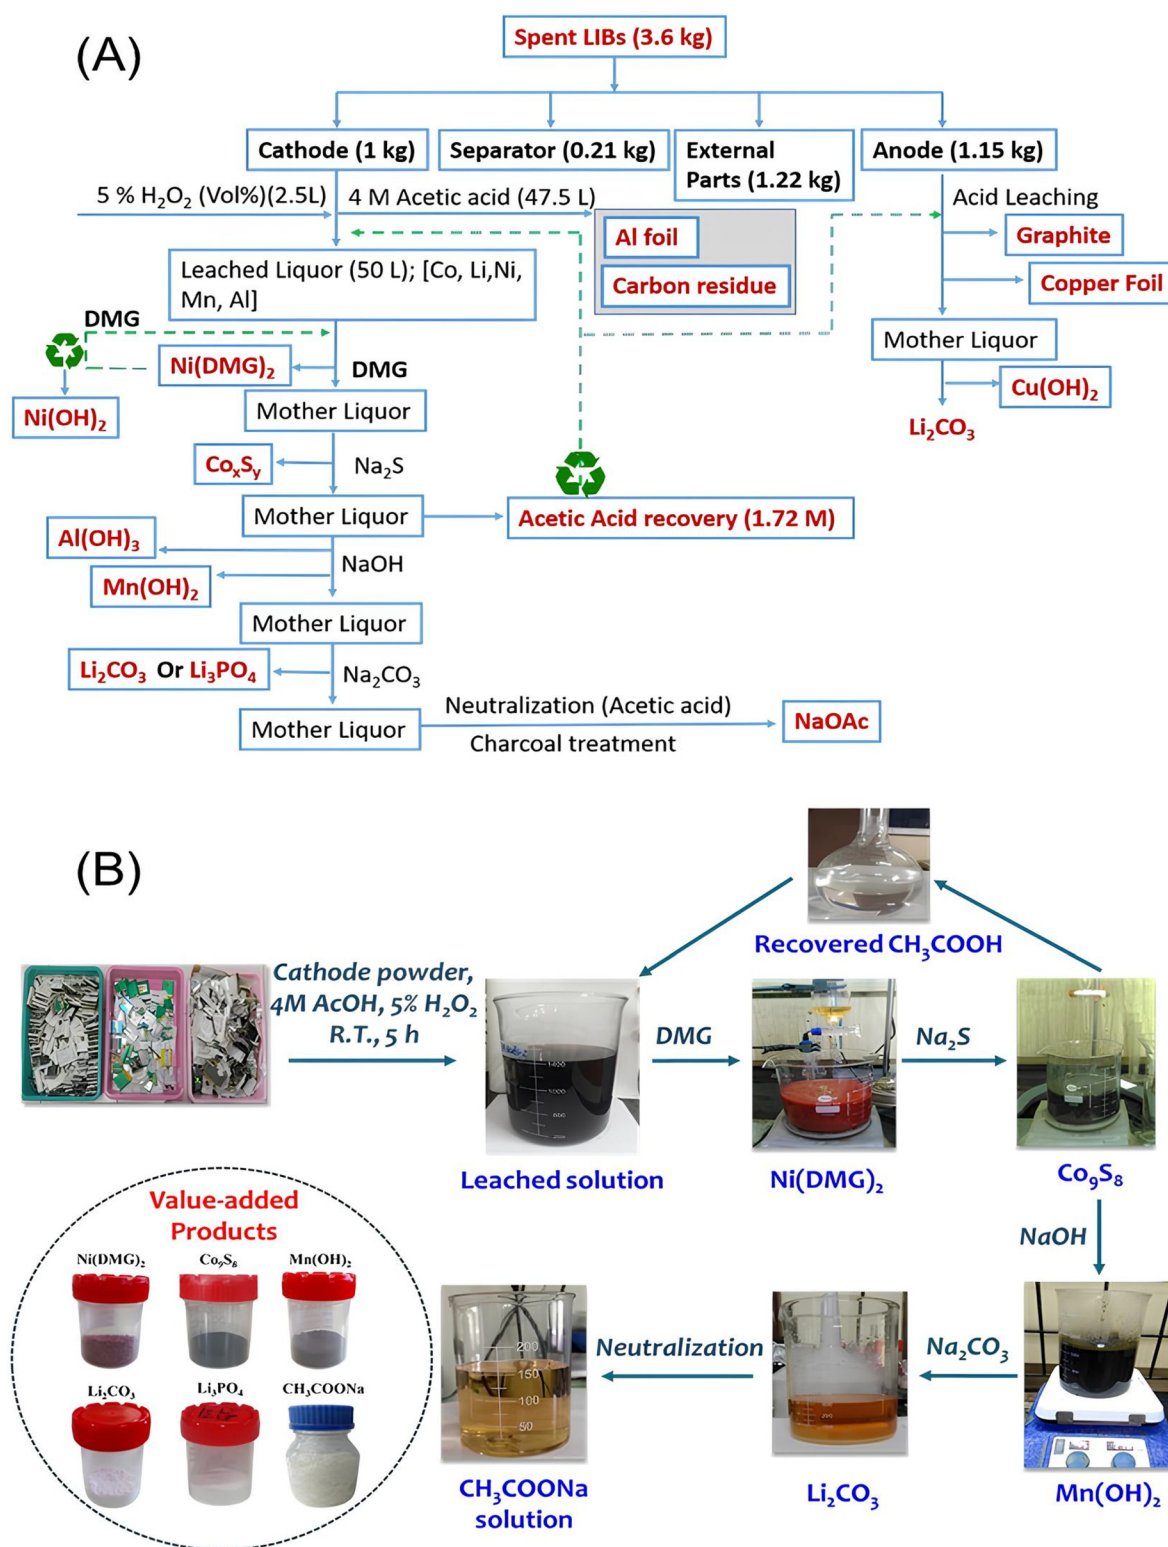 (A)
Spent LIBs (3.6 kg)
Cathode (1 kg)
Separator (0.21 kg)
External
Parts (1.22 kg)
Anode (1.15 kg)
5 % H₂O₂ (Vol%)(2.5L)
4 M Acetic acid (47.5 L)
Acid Leaching
Al foil
Carbon residue
Graphite
Copper Foil
Leached Liquor (50 L); [Co, Li,Ni,
Mn, Al]
DMG
Ni(DMG)₂
DMG
Mother Liquor
Cu(OH)₂
Ni(OH)₂
Mother Liquor
Li₂CO₃
CoₓSᵧ
Na₂S
Mother Liquor
Acetic Acid recovery (1.72 M)
Al(OH)₃
NaOH
Mn(OH)₂
Mother Liquor
Li₂CO₃ Or Li₃PO₄
Na₂CO₃
Mother Liquor
Neutralization (Acetic acid)
Charcoal treatment
NaOAc
(B)
Recovered CH₃COOH
Cathode powder,
4M AcOH, 5% H₂O₂
R.T., 5 h
DMG
Na₂S
Leached solution
Ni(DMG)₂
Co₉S₈
NaOH
Value-added
Products
Ni(DMG)₂
Co₉S₈
Mn(OH)₂
Li₂CO₃
Li₃PO₄
CH₃COONa
200
150
100
50
Neutralization
Na₂CO₃
CH₃COONa
solution
Li₂CO₃
Mn(OH)₂